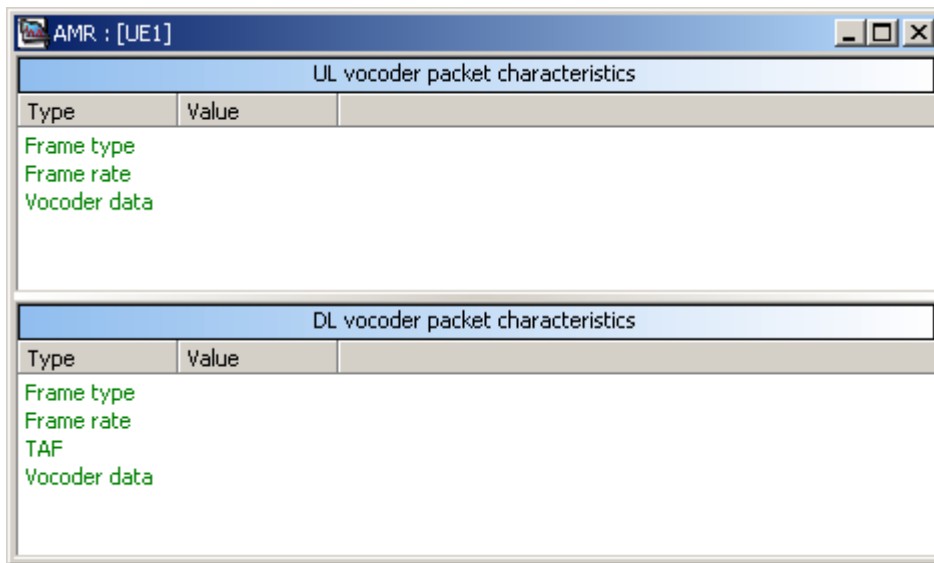 AMR : [UE1]
UL vocoder packet characteristics
Type Value
Frame type
Frame rate
Vocoder data
DL vocoder packet characteristics
Type Value
Frame type
Frame rate
TAF
Vocoder data